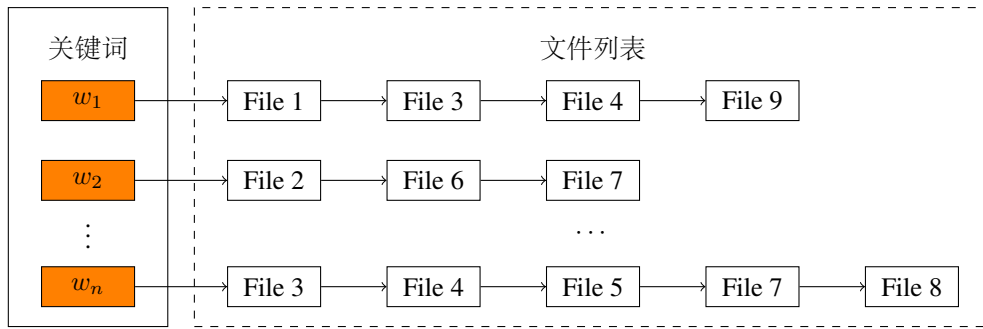 关键词 文件列表
w₁ File 1 File 3 File 4 File 9
w₂ File 2 File 6 File 7
⋮ ⋯
wₙ File 3 File 4 File 5 File 7 File 8